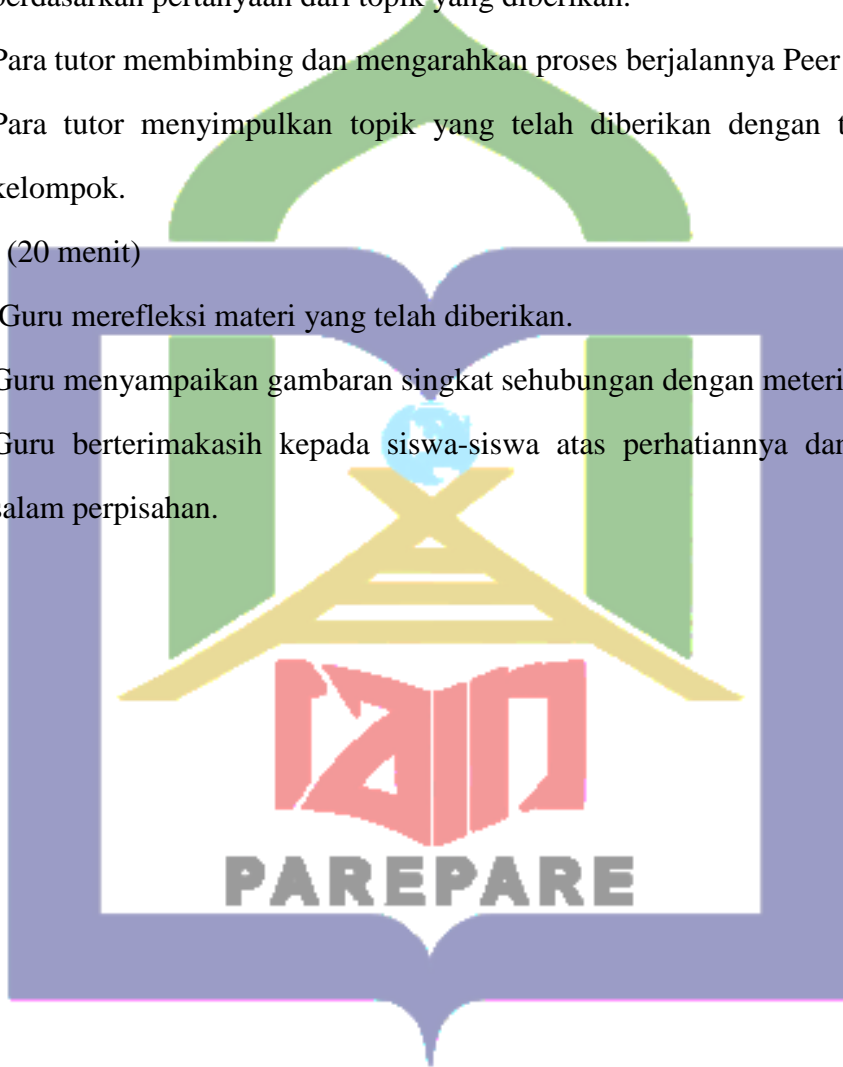 berdasarkan pertanyaan dari topik yang diberikan.
Para tutor membimbing dan mengarahkan proses berjalannya Peer
Para tutor menyimpulkan topik yang telah diberikan dengan t
kelompok.
(20 menit)
Guru merefleksi materi yang telah diberikan.
Guru menyampaikan gambaran singkat sehubungan dengan meteri
Guru berterimakasih kepada siswa-siswa atas perhatiannya dan
salam perpisahan.
iain
PAREPARE